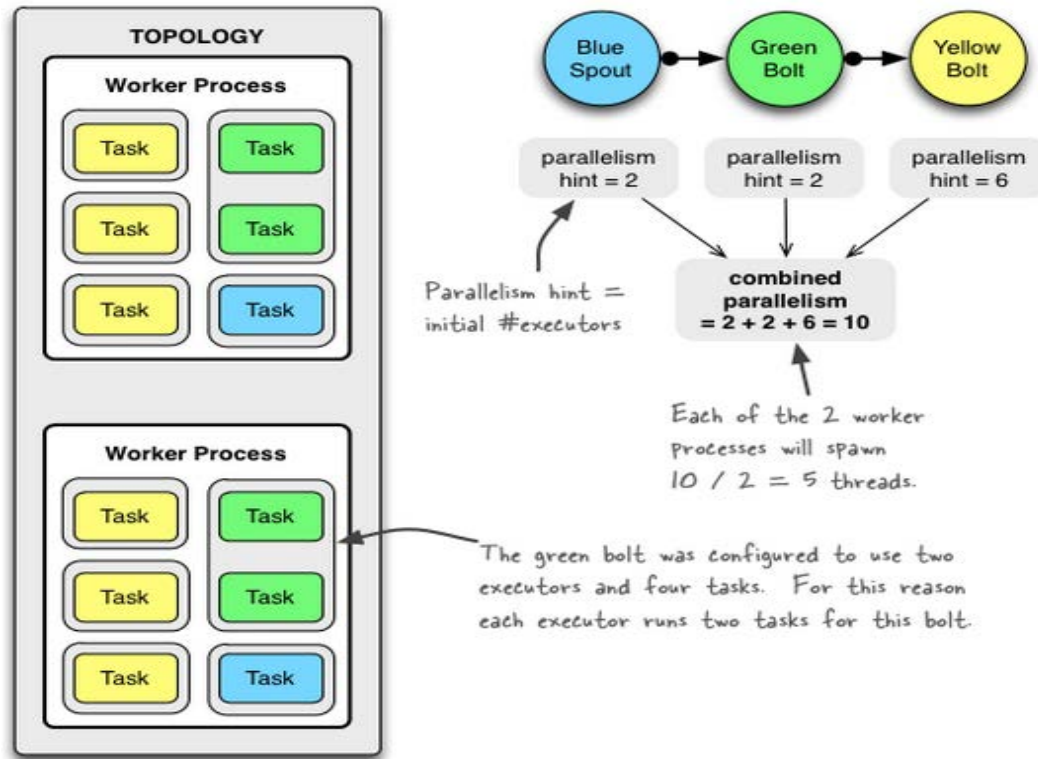 TOPOLOGY
Worker Process
Task
Task
Task
Task
Task
Task
Worker Process
Task
Task
Task
Task
Task
Task
Blue
Spout
Green
Bolt
Yellow
Bolt
parallelism
hint = 2
parallelism
hint = 2
parallelism
hint = 6
Parallelism hint =
initial #executors
combined
parallelism
= 2 + 2 + 6 = 10
Each of the 2 worker
processes will spawn
10 / 2 = 5 threads.
The green bolt was configured to use two
executors and four tasks. For this reason
each executor runs two tasks for this bolt.